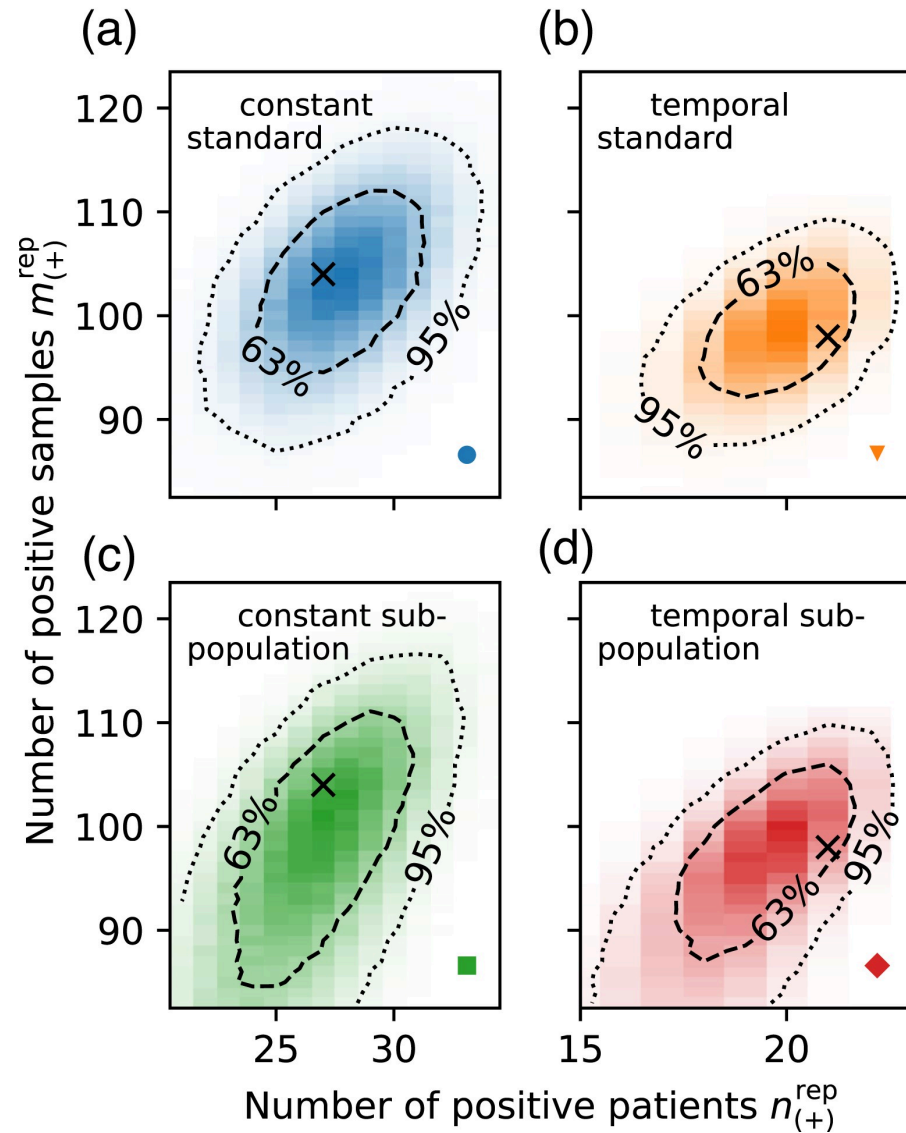 (a)
(b)
constant
standard
temporal
standard
120
110
100
90
63%
95%
63%
95%
(c)
(d)
constant sub-
population
temporal sub-
population
120
110
100
90
63%
95%
63%
95%
25
30
15
20
Number of positive samples m_{(+)}^{rep}
Number of positive patients n_{(+)}^{rep}